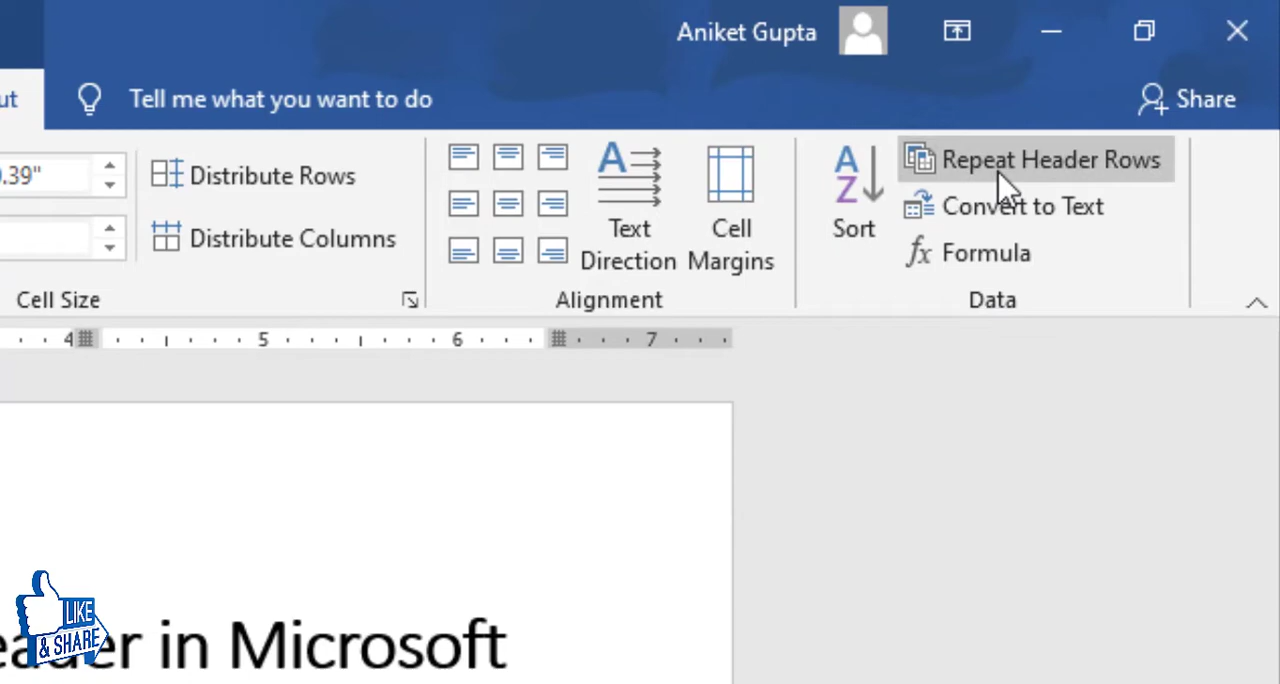 Aniket Gupta
ut
Tell me what you want to do
Share
.39"
Distribute Rows
Distribute Columns
Cell Size
Text
Direction
Cell
Margins
Alignment
A
Z
Sort
Repeat Header Rows
Convert to Text
fx Formula
Data
4 5 6 7
eader in Microsoft
LIKE
& SHARE